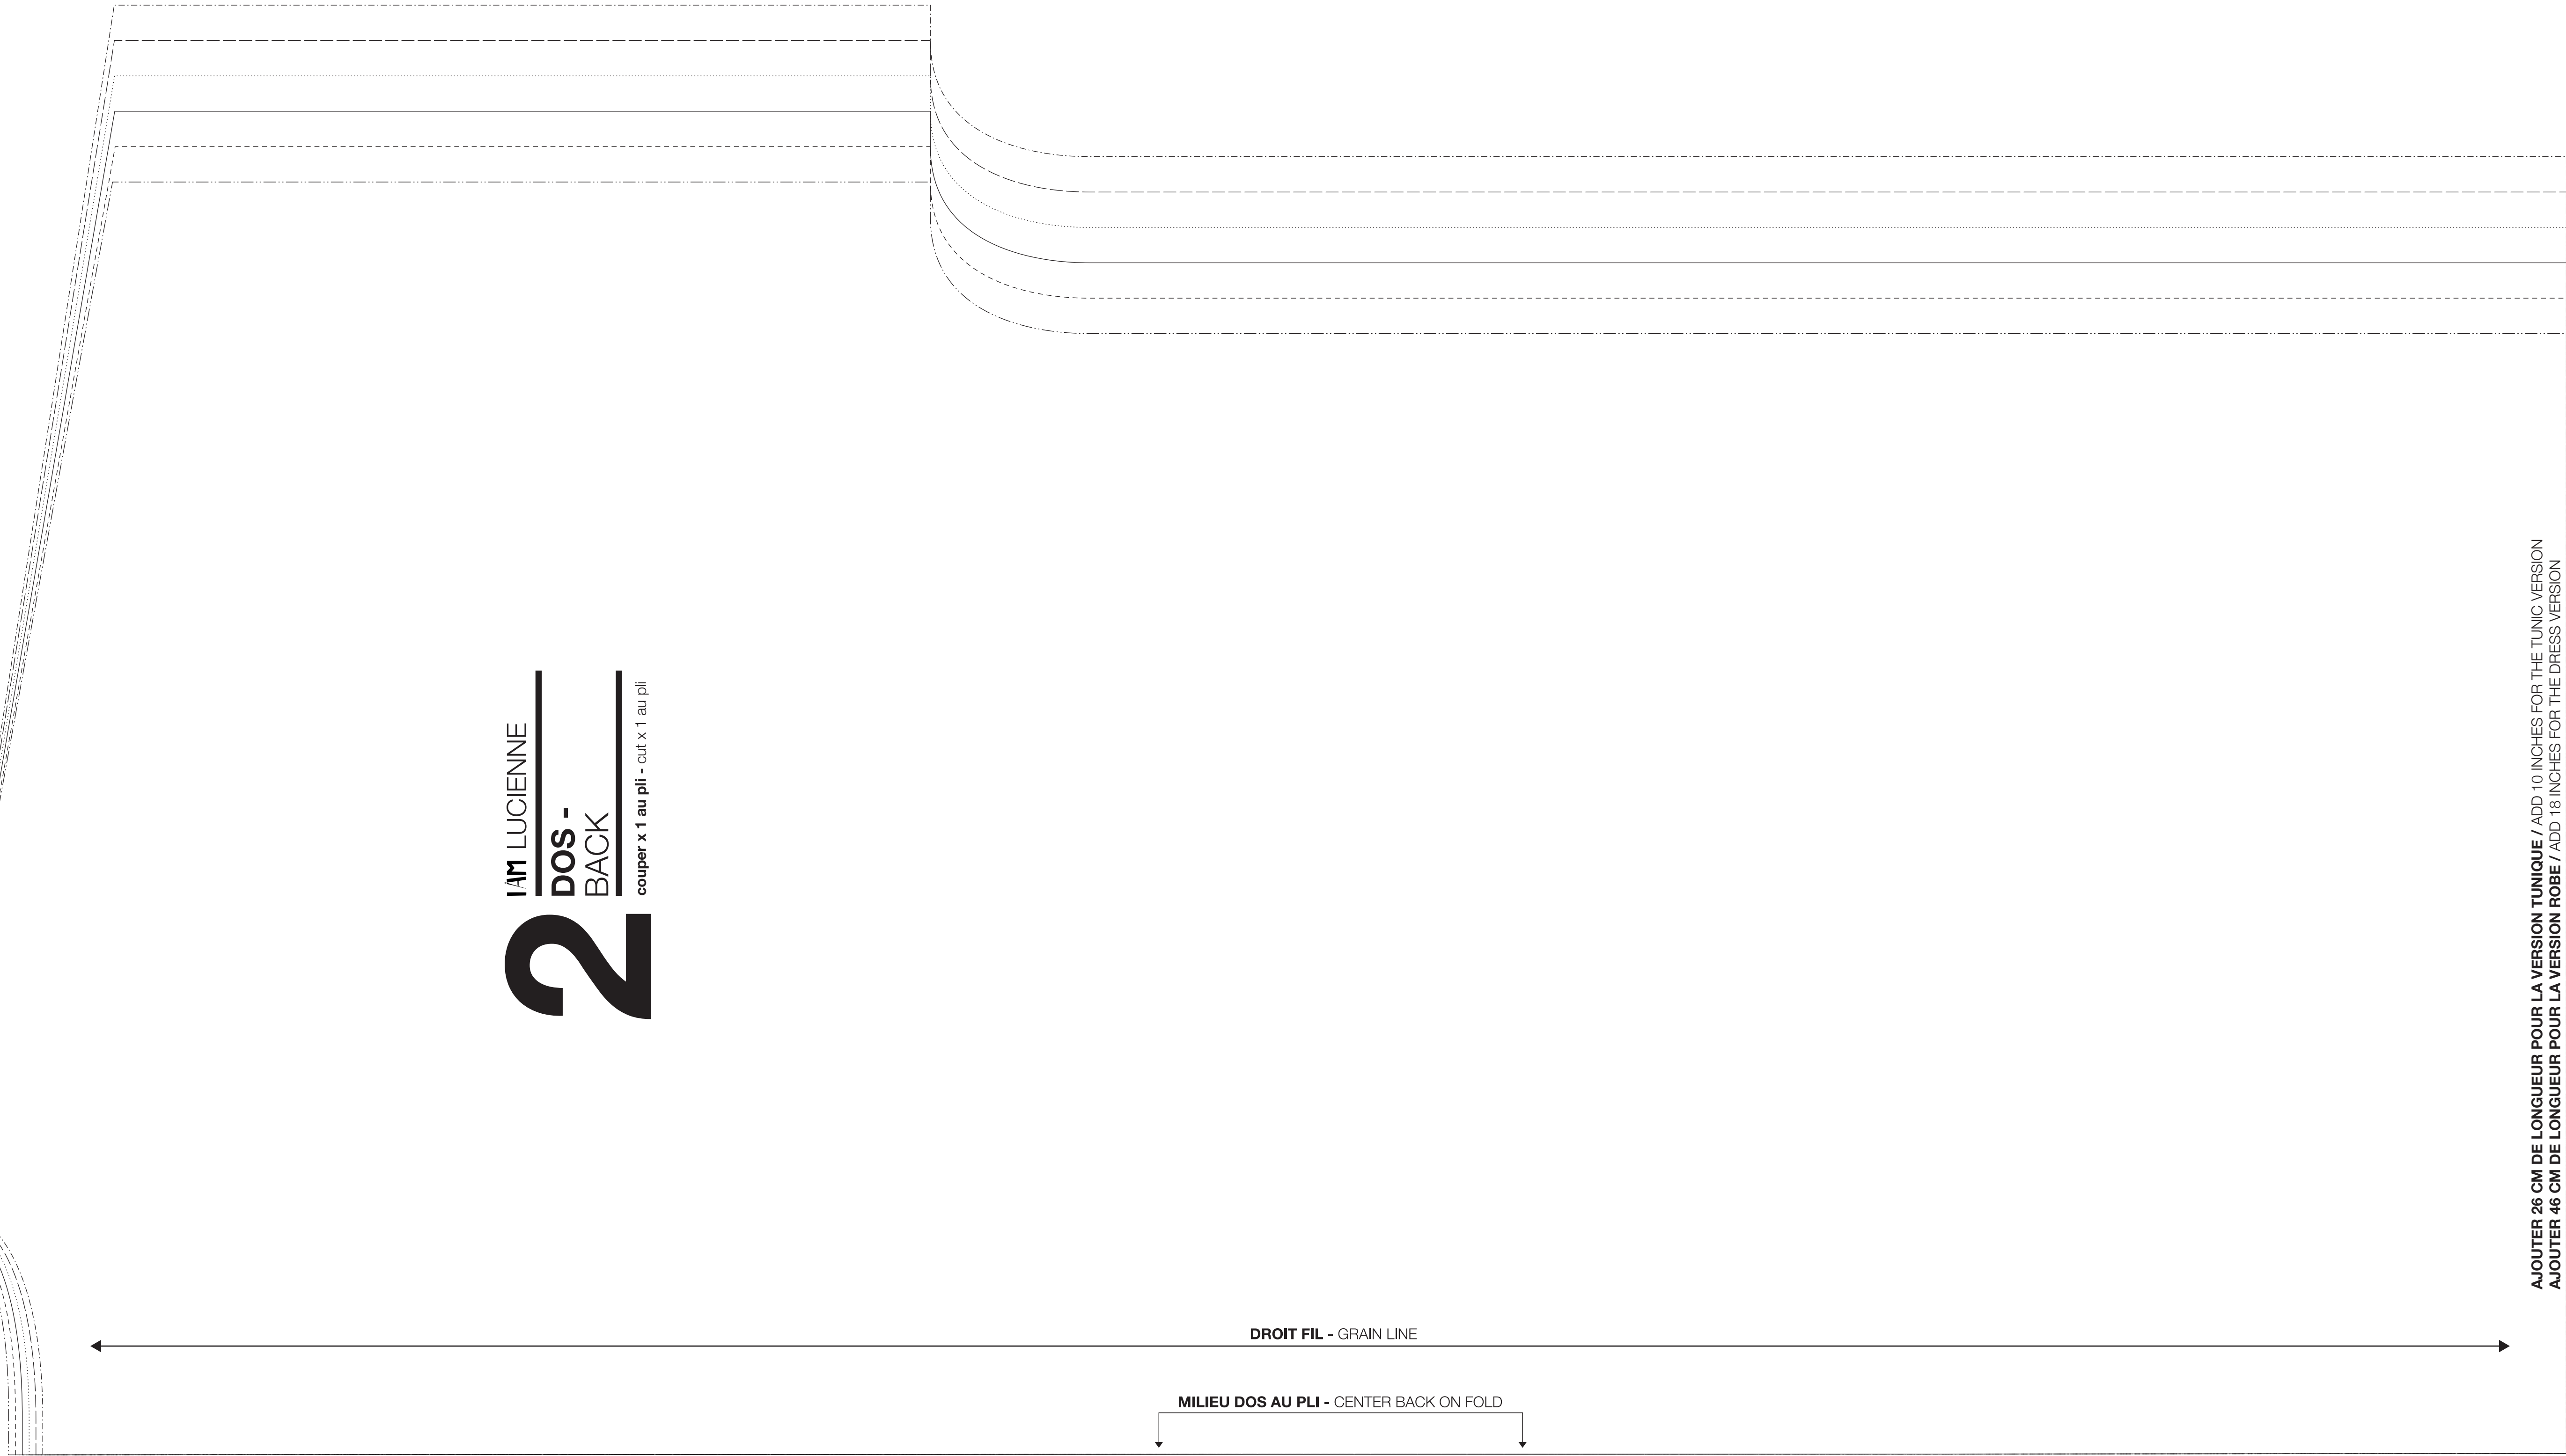 2
IAM LUCIENNE
DOS -
BACK
couper x 1 au pli - cut x 1 au pli
AJOUTER 26 CM DE LONGUEUR POUR LA VERSION TUNIQUE / ADD 10 INCHES FOR THE TUNIC VERSION
AJOUTER 46 CM DE LONGUEUR POUR LA VERSION ROBE / ADD 18 INCHES FOR THE DRESS VERSION
DROIT FIL - GRAIN LINE
MILIEU DOS AU PLI - CENTER BACK ON FOLD